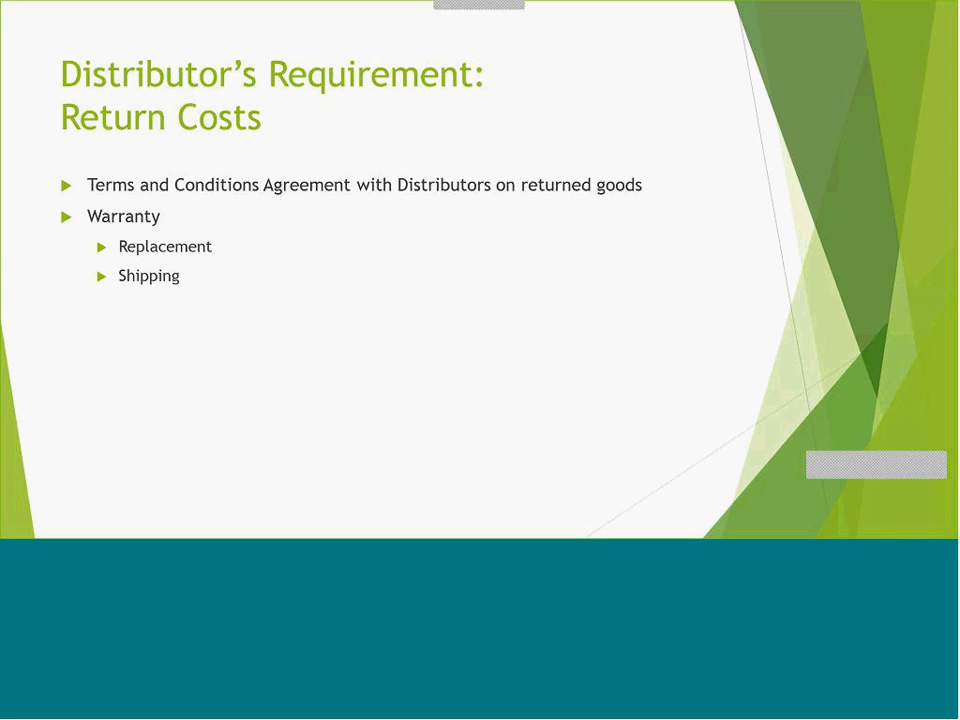 Distributor’s Requirement:
Return Costs
Terms and Conditions Agreement with Distributors on returned goods
Warranty
Replacement
Shipping